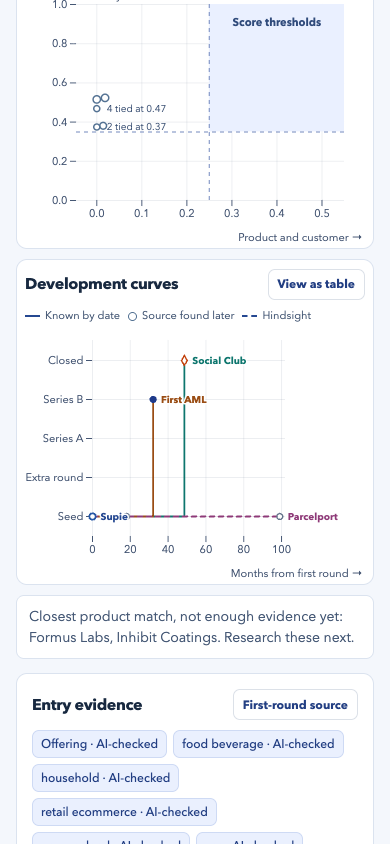 1.0
Score thresholds
0.8
0.6
4 tied at 0.47
0.4
2 tied at 0.37
0.2
0.0
0.0 0.1 0.2 0.3 0.4 0.5
Product and customer →
Development curves
View as table
Known by date Source found later Hindsight
Closed
Social Club
Series B
First AML
Series A
Extra round
Seed
Supie
Parcelport
0 20 40 60 80 100
Months from first round →
Closest product match, not enough evidence yet:
Formus Labs, Inhibit Coatings. Research these next.
Entry evidence
First-round source
Offering · AI-checked
food beverage · AI-checked
household · AI-checked
retail ecommerce · AI-checked